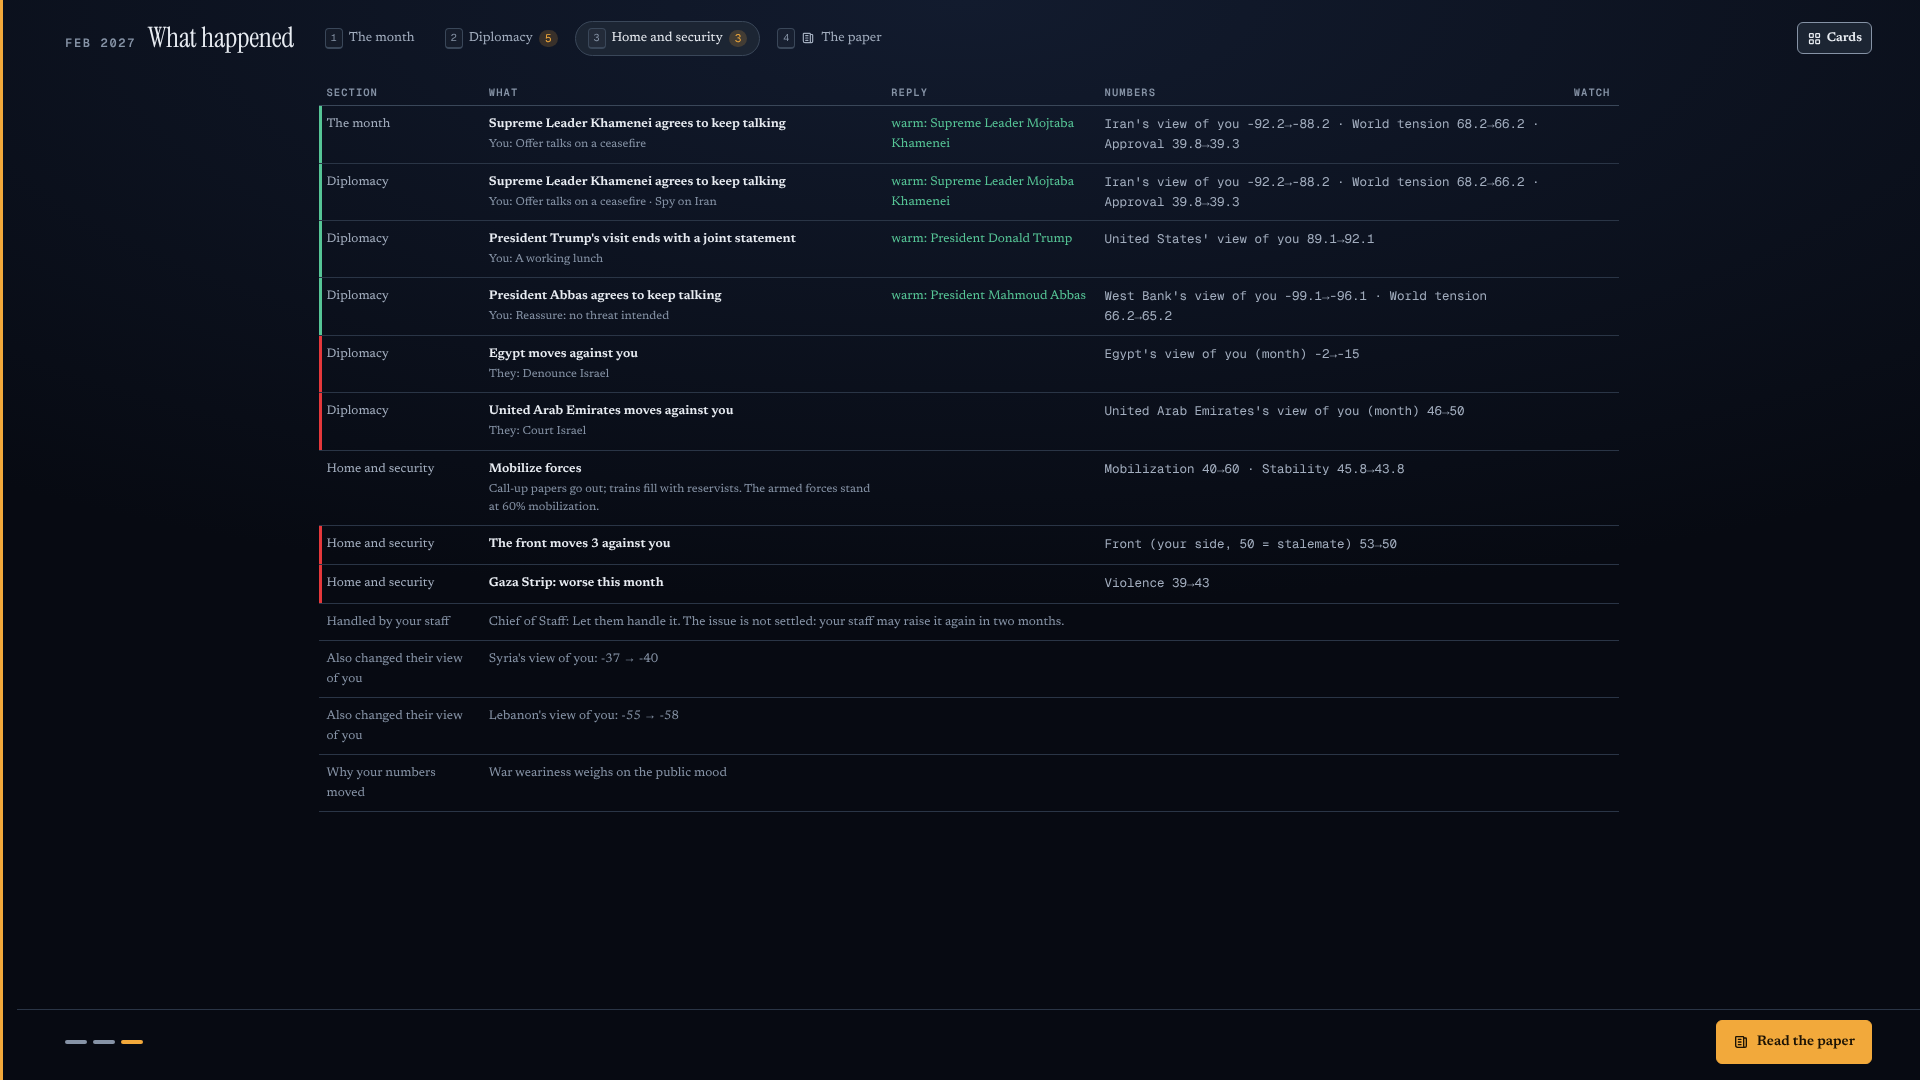 FEB 2027 What happened
1 The month
2 Diplomacy 5
3 Home and security 3
4 The paper
Cards
SECTION WHAT REPLY NUMBERS WATCH
The month
Supreme Leader Khamenei agrees to keep talking
You: Offer talks on a ceasefire
warm: Supreme Leader Mojtaba
Khamenei
Iran's view of you -92.2→-88.2 · World tension 68.2→66.2 ·
Approval 39.8→39.3
Diplomacy
Supreme Leader Khamenei agrees to keep talking
You: Offer talks on a ceasefire · Spy on Iran
warm: Supreme Leader Mojtaba
Khamenei
Iran's view of you -92.2→-88.2 · World tension 68.2→66.2 ·
Approval 39.8→39.3
Diplomacy
President Trump's visit ends with a joint statement
You: A working lunch
warm: President Donald Trump
United States' view of you 89.1→92.1
Diplomacy
President Abbas agrees to keep talking
You: Reassure: no threat intended
warm: President Mahmoud Abbas
West Bank's view of you -99.1→-96.1 · World tension
66.2→65.2
Diplomacy
Egypt moves against you
They: Denounce Israel
Egypt's view of you (month) -2→-15
Diplomacy
United Arab Emirates moves against you
They: Court Israel
United Arab Emirates's view of you (month) 46→50
Home and security
Mobilize forces
Call-up papers go out; trains fill with reservists. The armed forces stand
at 60% mobilization.
Mobilization 40→60 · Stability 45.8→43.8
Home and security
The front moves 3 against you
Front (your side, 50 = stalemate) 53→50
Home and security
Gaza Strip: worse this month
Violence 39→43
Handled by your staff
Chief of Staff: Let them handle it. The issue is not settled: your staff may raise it again in two months.
Also changed their view
of you
Syria's view of you: -37 → -40
Also changed their view
of you
Lebanon's view of you: -55 → -58
Why your numbers
moved
War weariness weighs on the public mood
Read the paper